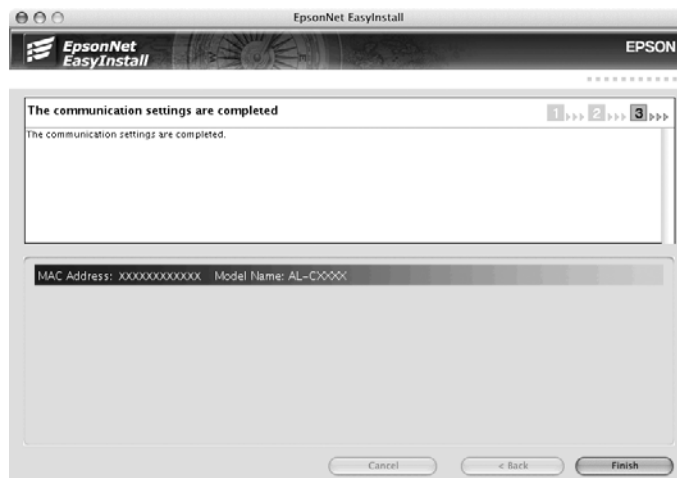 EpsonNet EasyInstall
EpsonNet
EasyInstall
EPSON
The communication settings are completed
1 2 3
The communication settings are completed.
MAC Address: XXXXXXXXXXXX Model Name: AL-CXXXX
Cancel < Back Finish